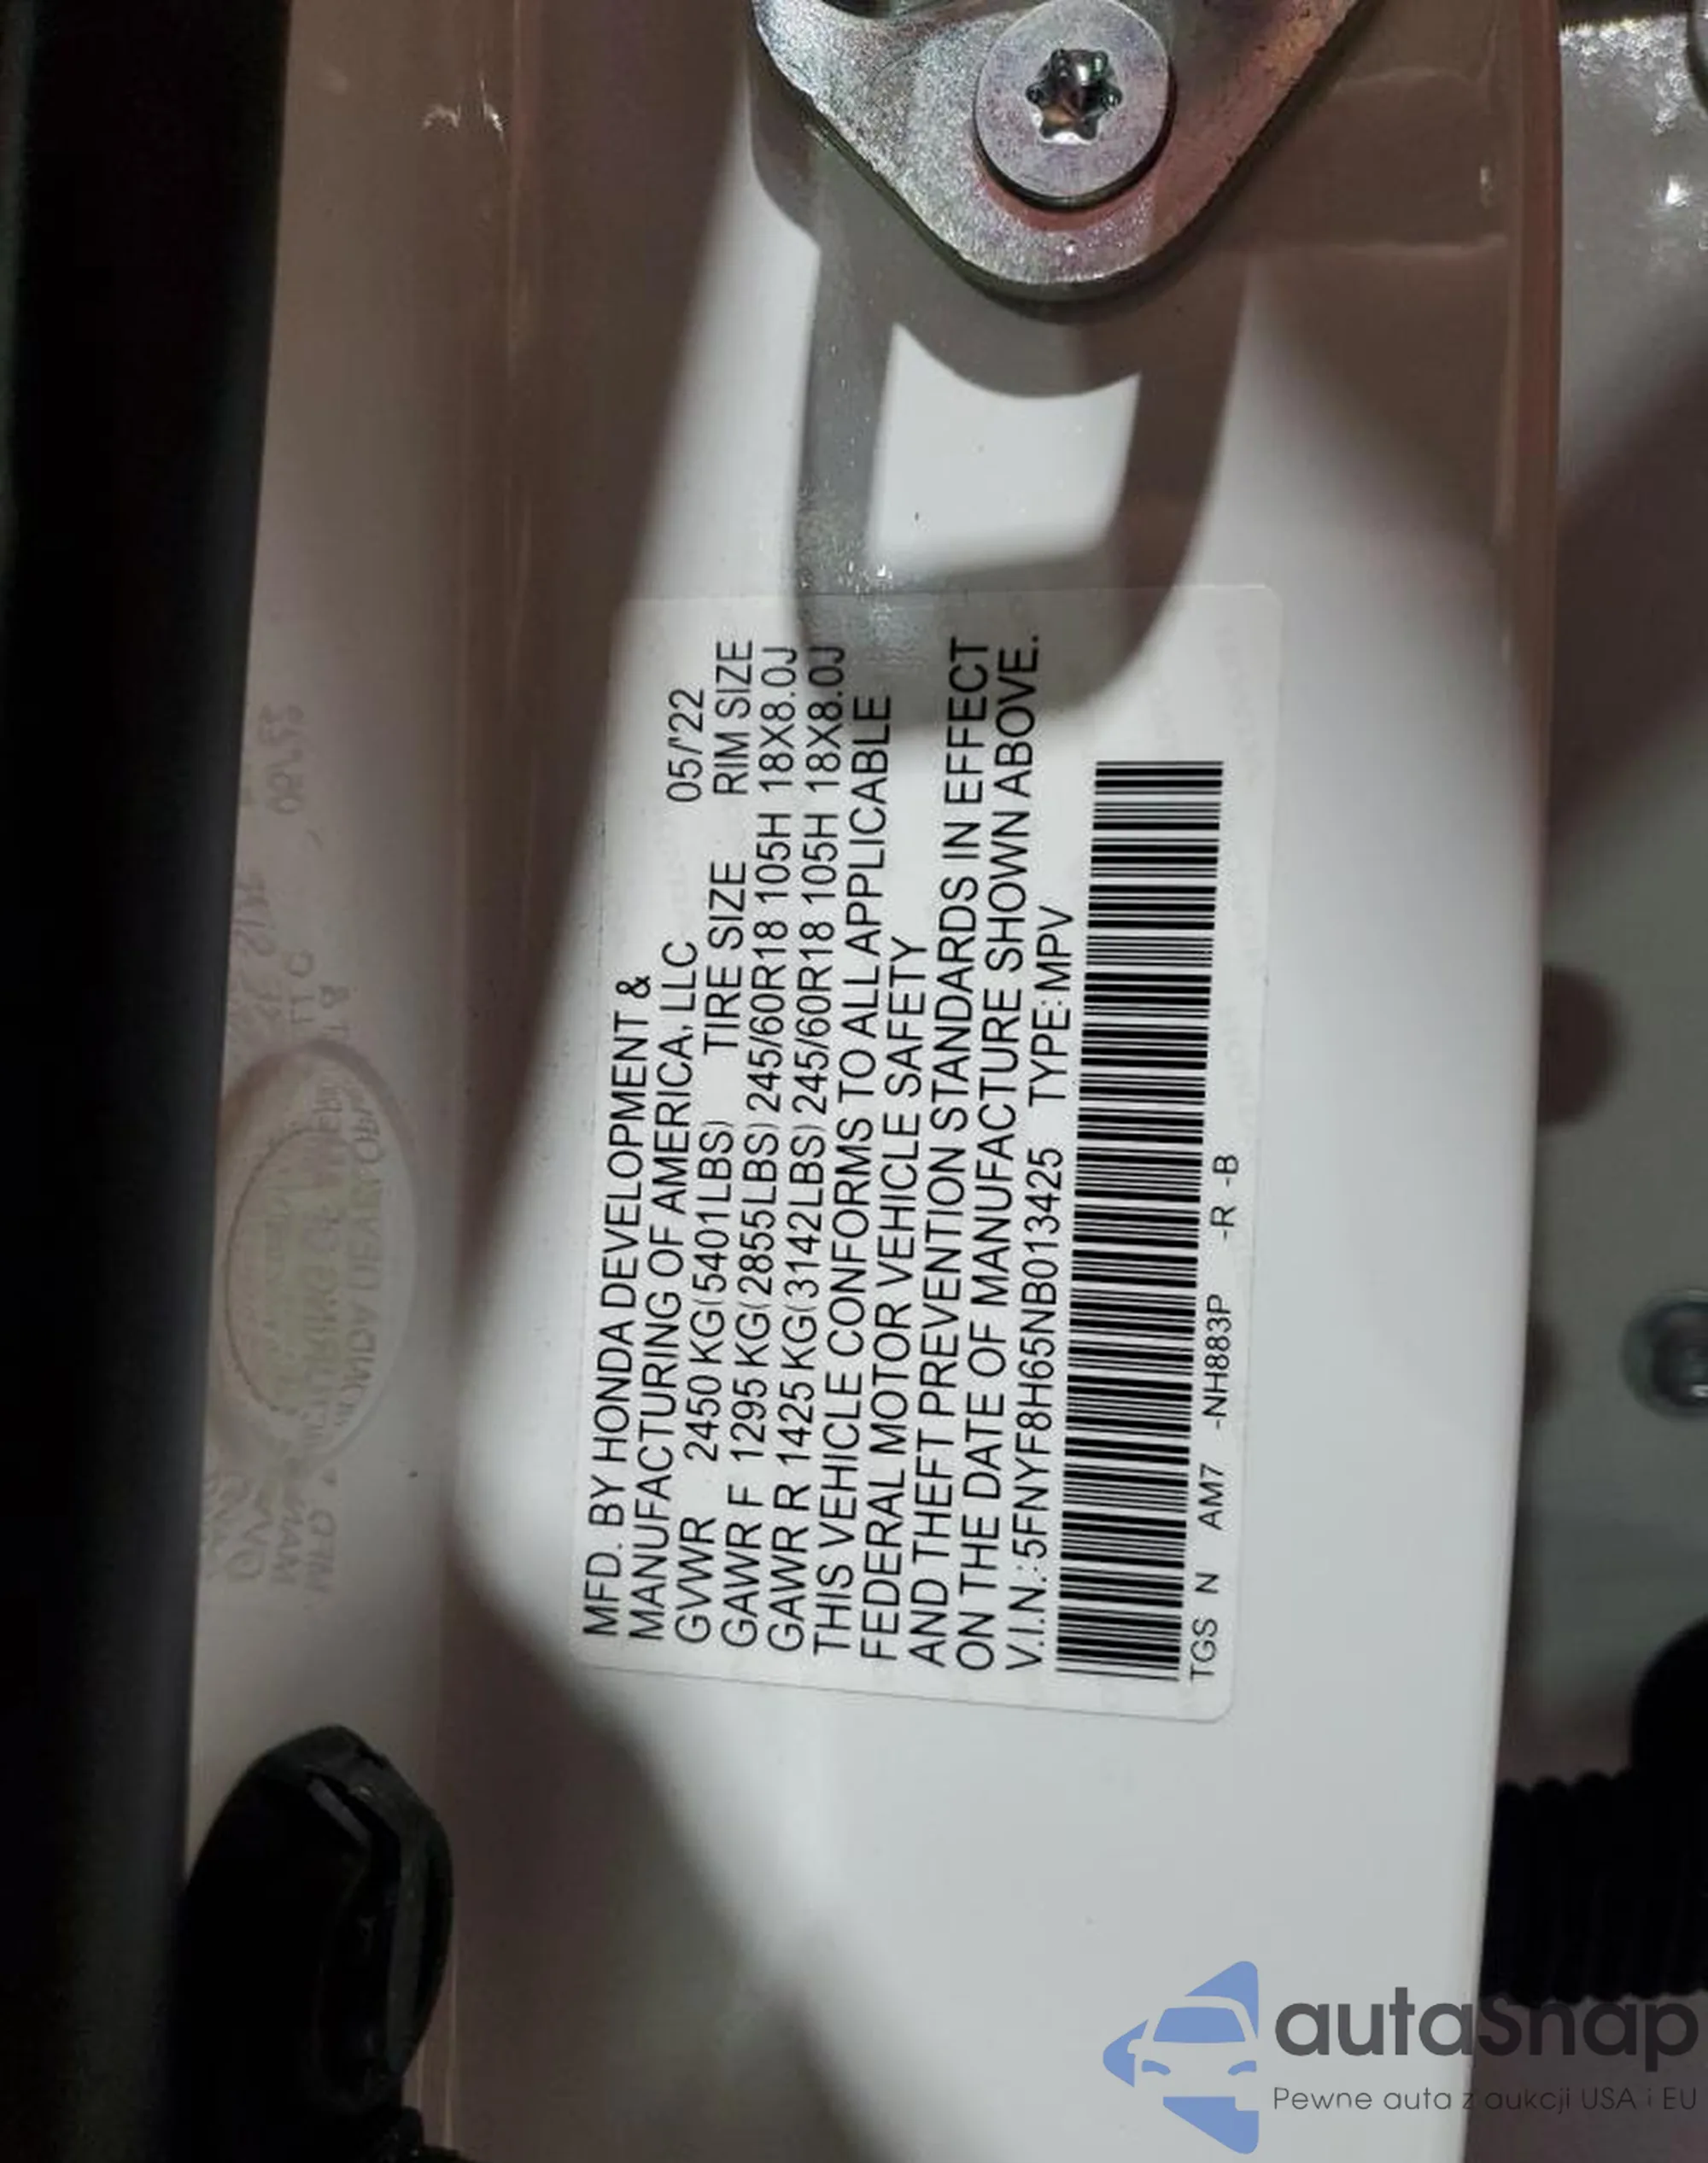 MFD. BY HONDA DEVELOPMENT &
MANUFACTURING OF AMERICA, LLC 05/'22
GVWR 2450 KG(5401LBS) TIRE SIZE RIM SIZE
GAWR F 1295 KG(2855LBS) 245/60R18 105H 18X8.0J
GAWR R 1425 KG(3142LBS) 245/60R18 105H 18X8.0J
THIS VEHICLE CONFORMS TO ALL APPLICABLE
FEDERAL MOTOR VEHICLE SAFETY
AND THEFT PREVENTION STANDARDS IN EFFECT
ON THE DATE OF MANUFACTURE SHOWN ABOVE.
V.I.N.:5FNYF8H65NB013425 TYPE:MPV
TGS N AM7 -NH883P -R -B
autasnap
Pewne auta z aukcji USA i EU